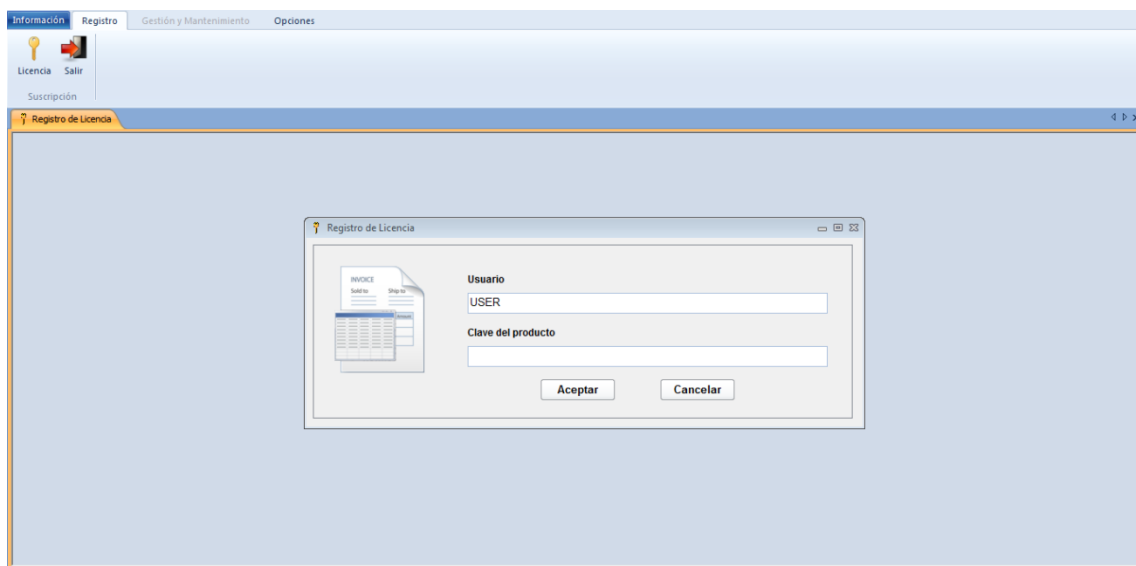 Información Registro Gestión y Mantenimiento Opciones
Licencia Salir
Suscripción
Registro de Licencia
Registro de Licencia
INVOICE
Sold to Ship to
Usuario
USER
Clave del producto
Aceptar Cancelar